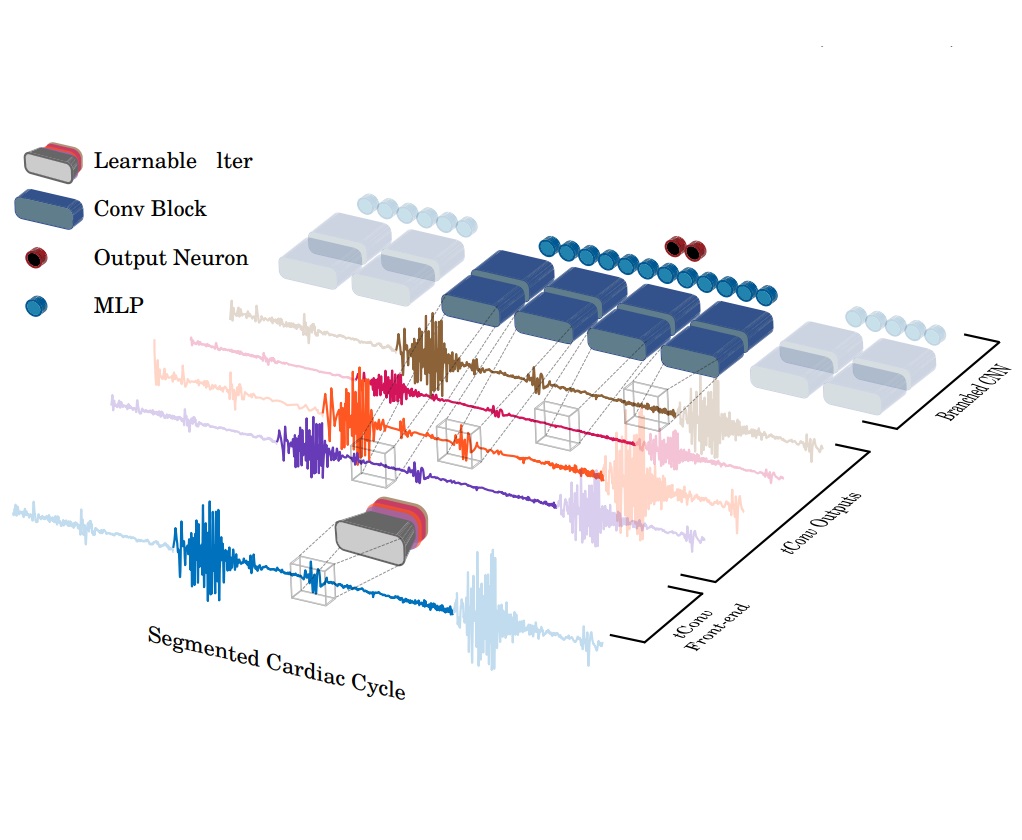 Learnable lter
Conv Block
Output Neuron
MLP
Branched CNN
tConv Outputs
tConv
Front-end
Segmented Cardiac Cycle